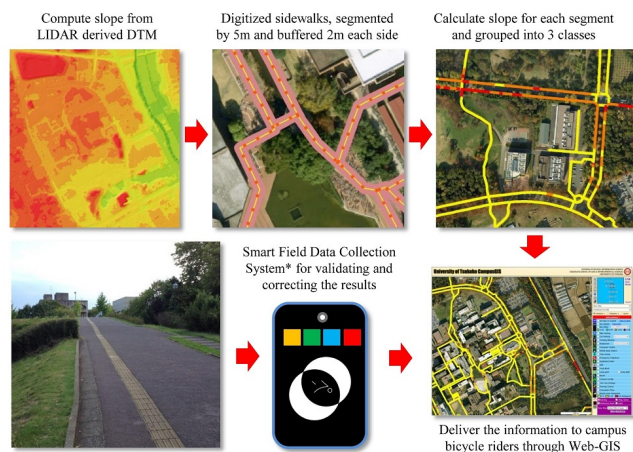 Compute slope from
LIDAR derived DTM
Digitized sidewalks, segmented
by 5m and buffered 2m each side
Calculate slope for each segment
and grouped into 3 classes
Smart Field Data Collection
System* for validating and
correcting the results
University of Tsukuba CampusGIS
Deliver the information to campus
bicycle riders through Web-GIS